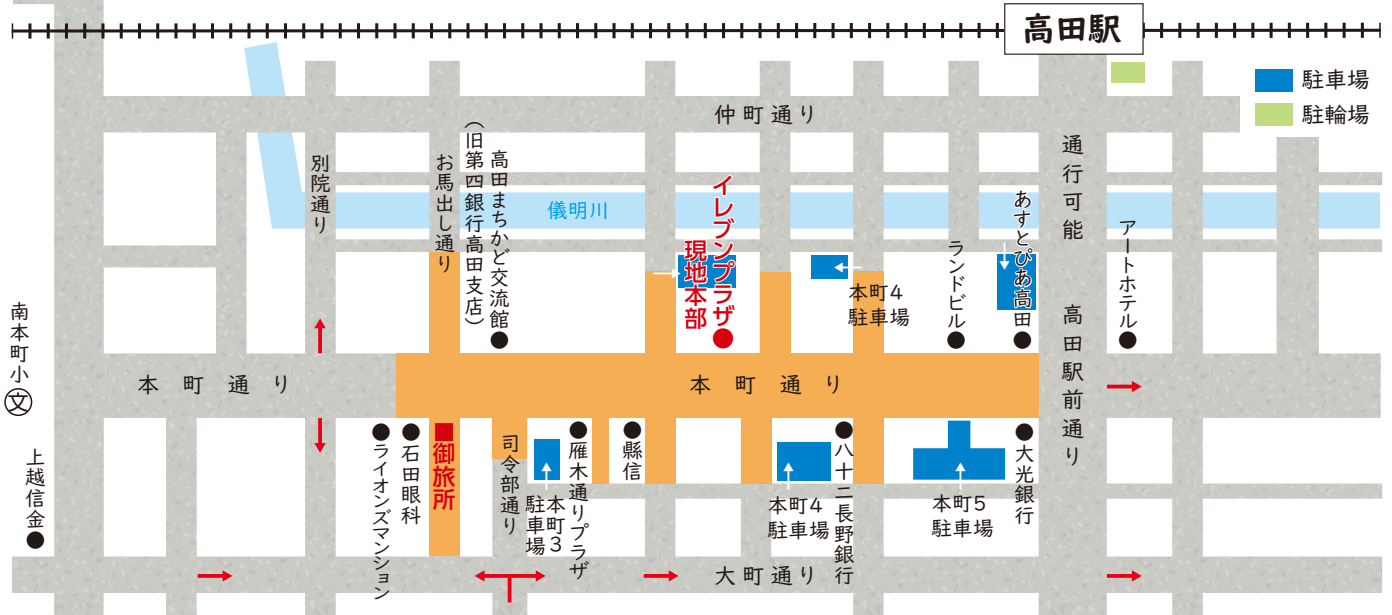 高田駅
駐車場
駐輪場
仲町通り
通行可能
高田駅前通り
別院通り
お馬出し通り
高田まちかど交流館
（旧第四銀行高田支店）
儀明川
イレブンプラザ
現地本部
本町4
駐車場
ランドビル
あすとぴあ高田
アートホテル
南本町小
文
上越信金
本町通り
本町通り
ライオンズマンション
石田眼科
御旅所
司令部通り
本町3
駐車場
雁木通りプラザ
縣信
本町4
駐車場
八十二長野銀行
本町5
駐車場
大光銀行
大町通り